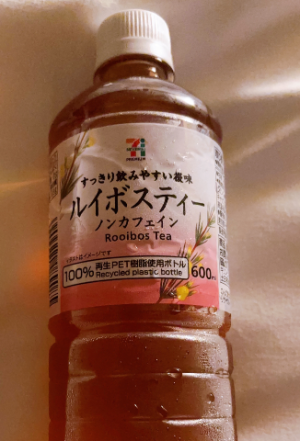 すっきり飲みやすい後味
ルイボスティー
ノンカフェイン
Rooibos Tea
100% 再生PET樹脂使用ボトル
Recycled plastic bottle
600